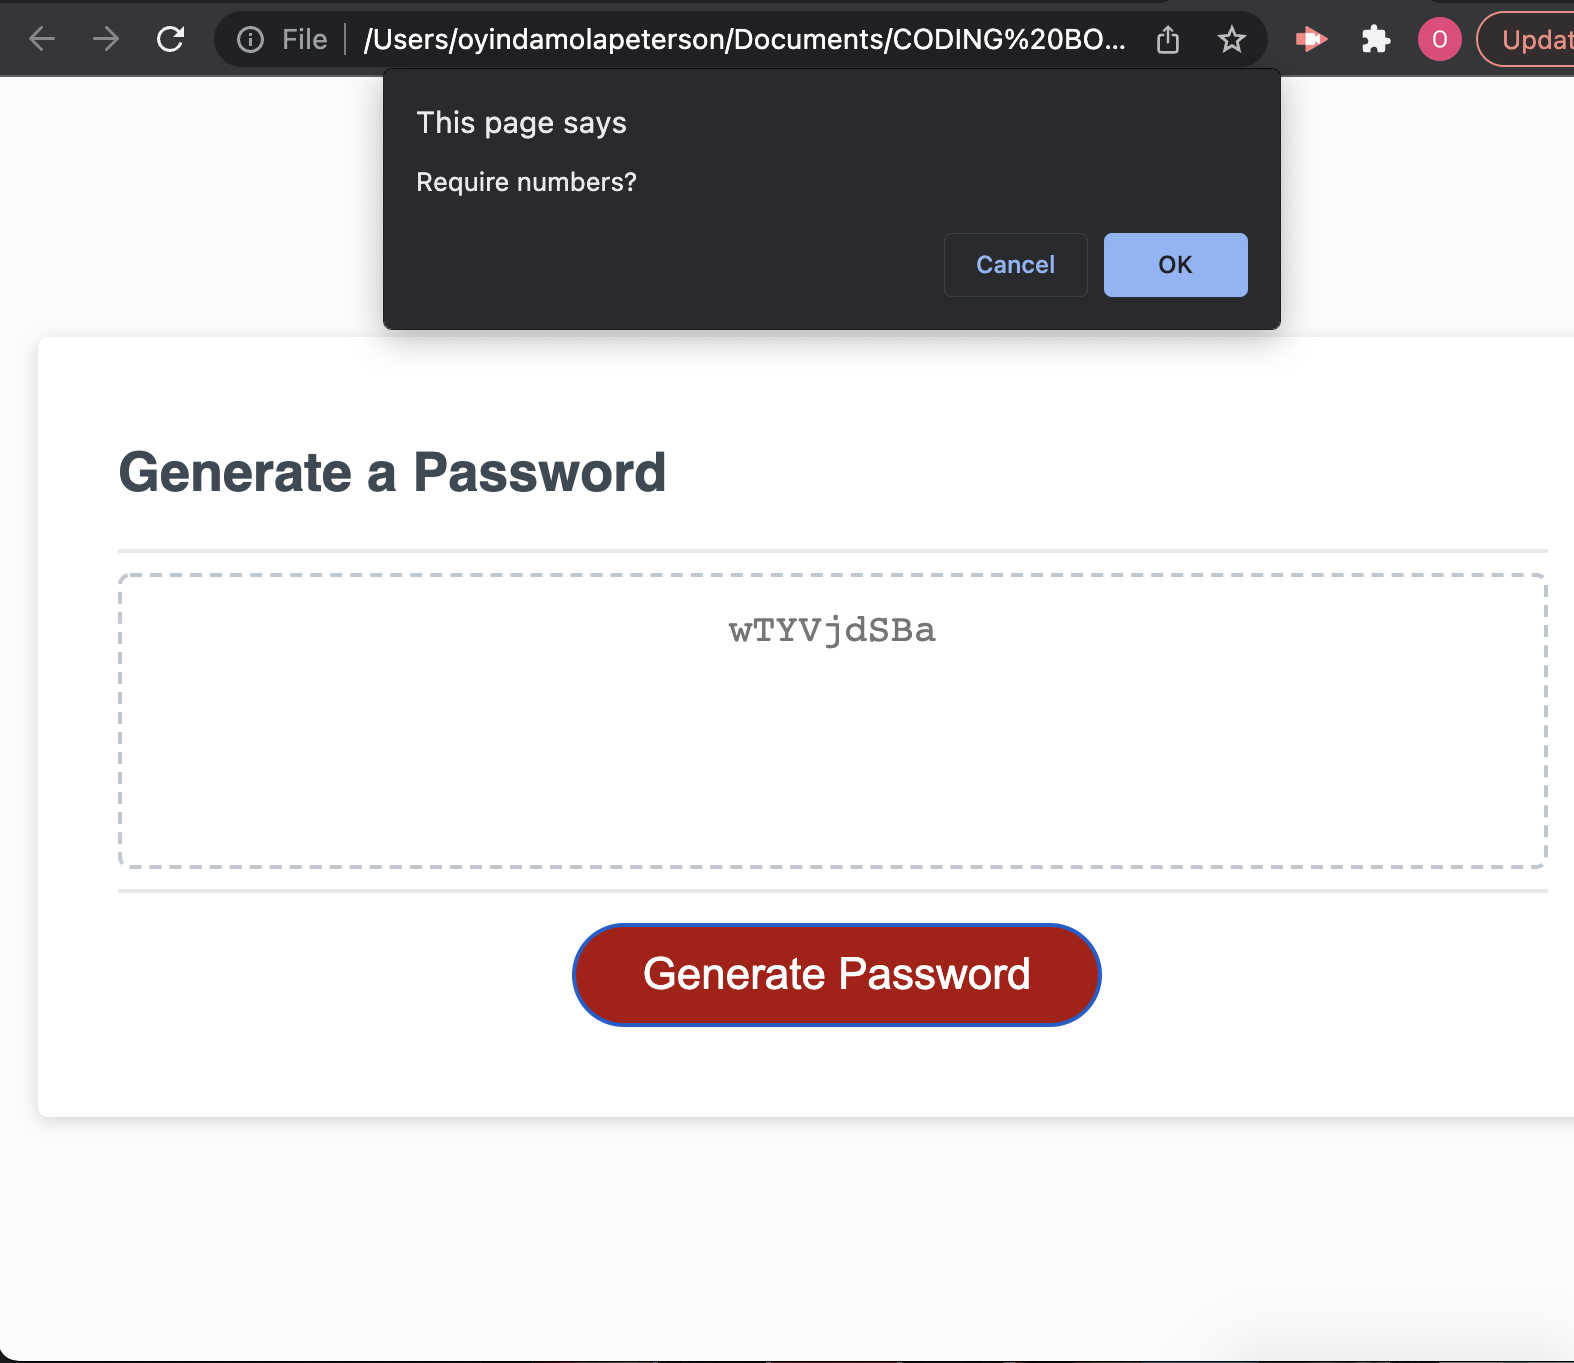 File /Users/oyindamolapeterson/Documents/CODING%20BO...
O
Updat
This page says
Require numbers?
Cancel
OK
Generate a Password
wTYVjdSBa
Generate Password